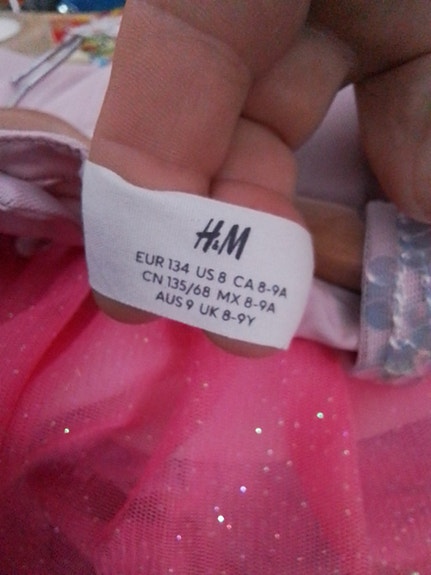 H&M
EUR 134 US 8 CA 8-9A
CN 135/68 MX 8-9A
AUS 9 UK 8-9Y